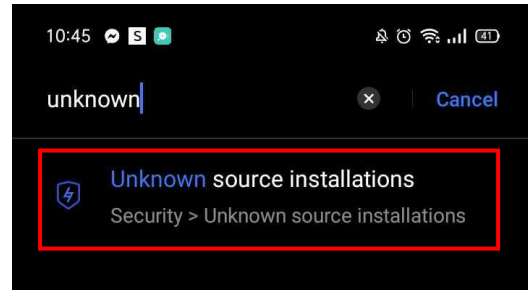 10:45 S 41
unknown Cancel
Unknown source installations
Security > Unknown source installations